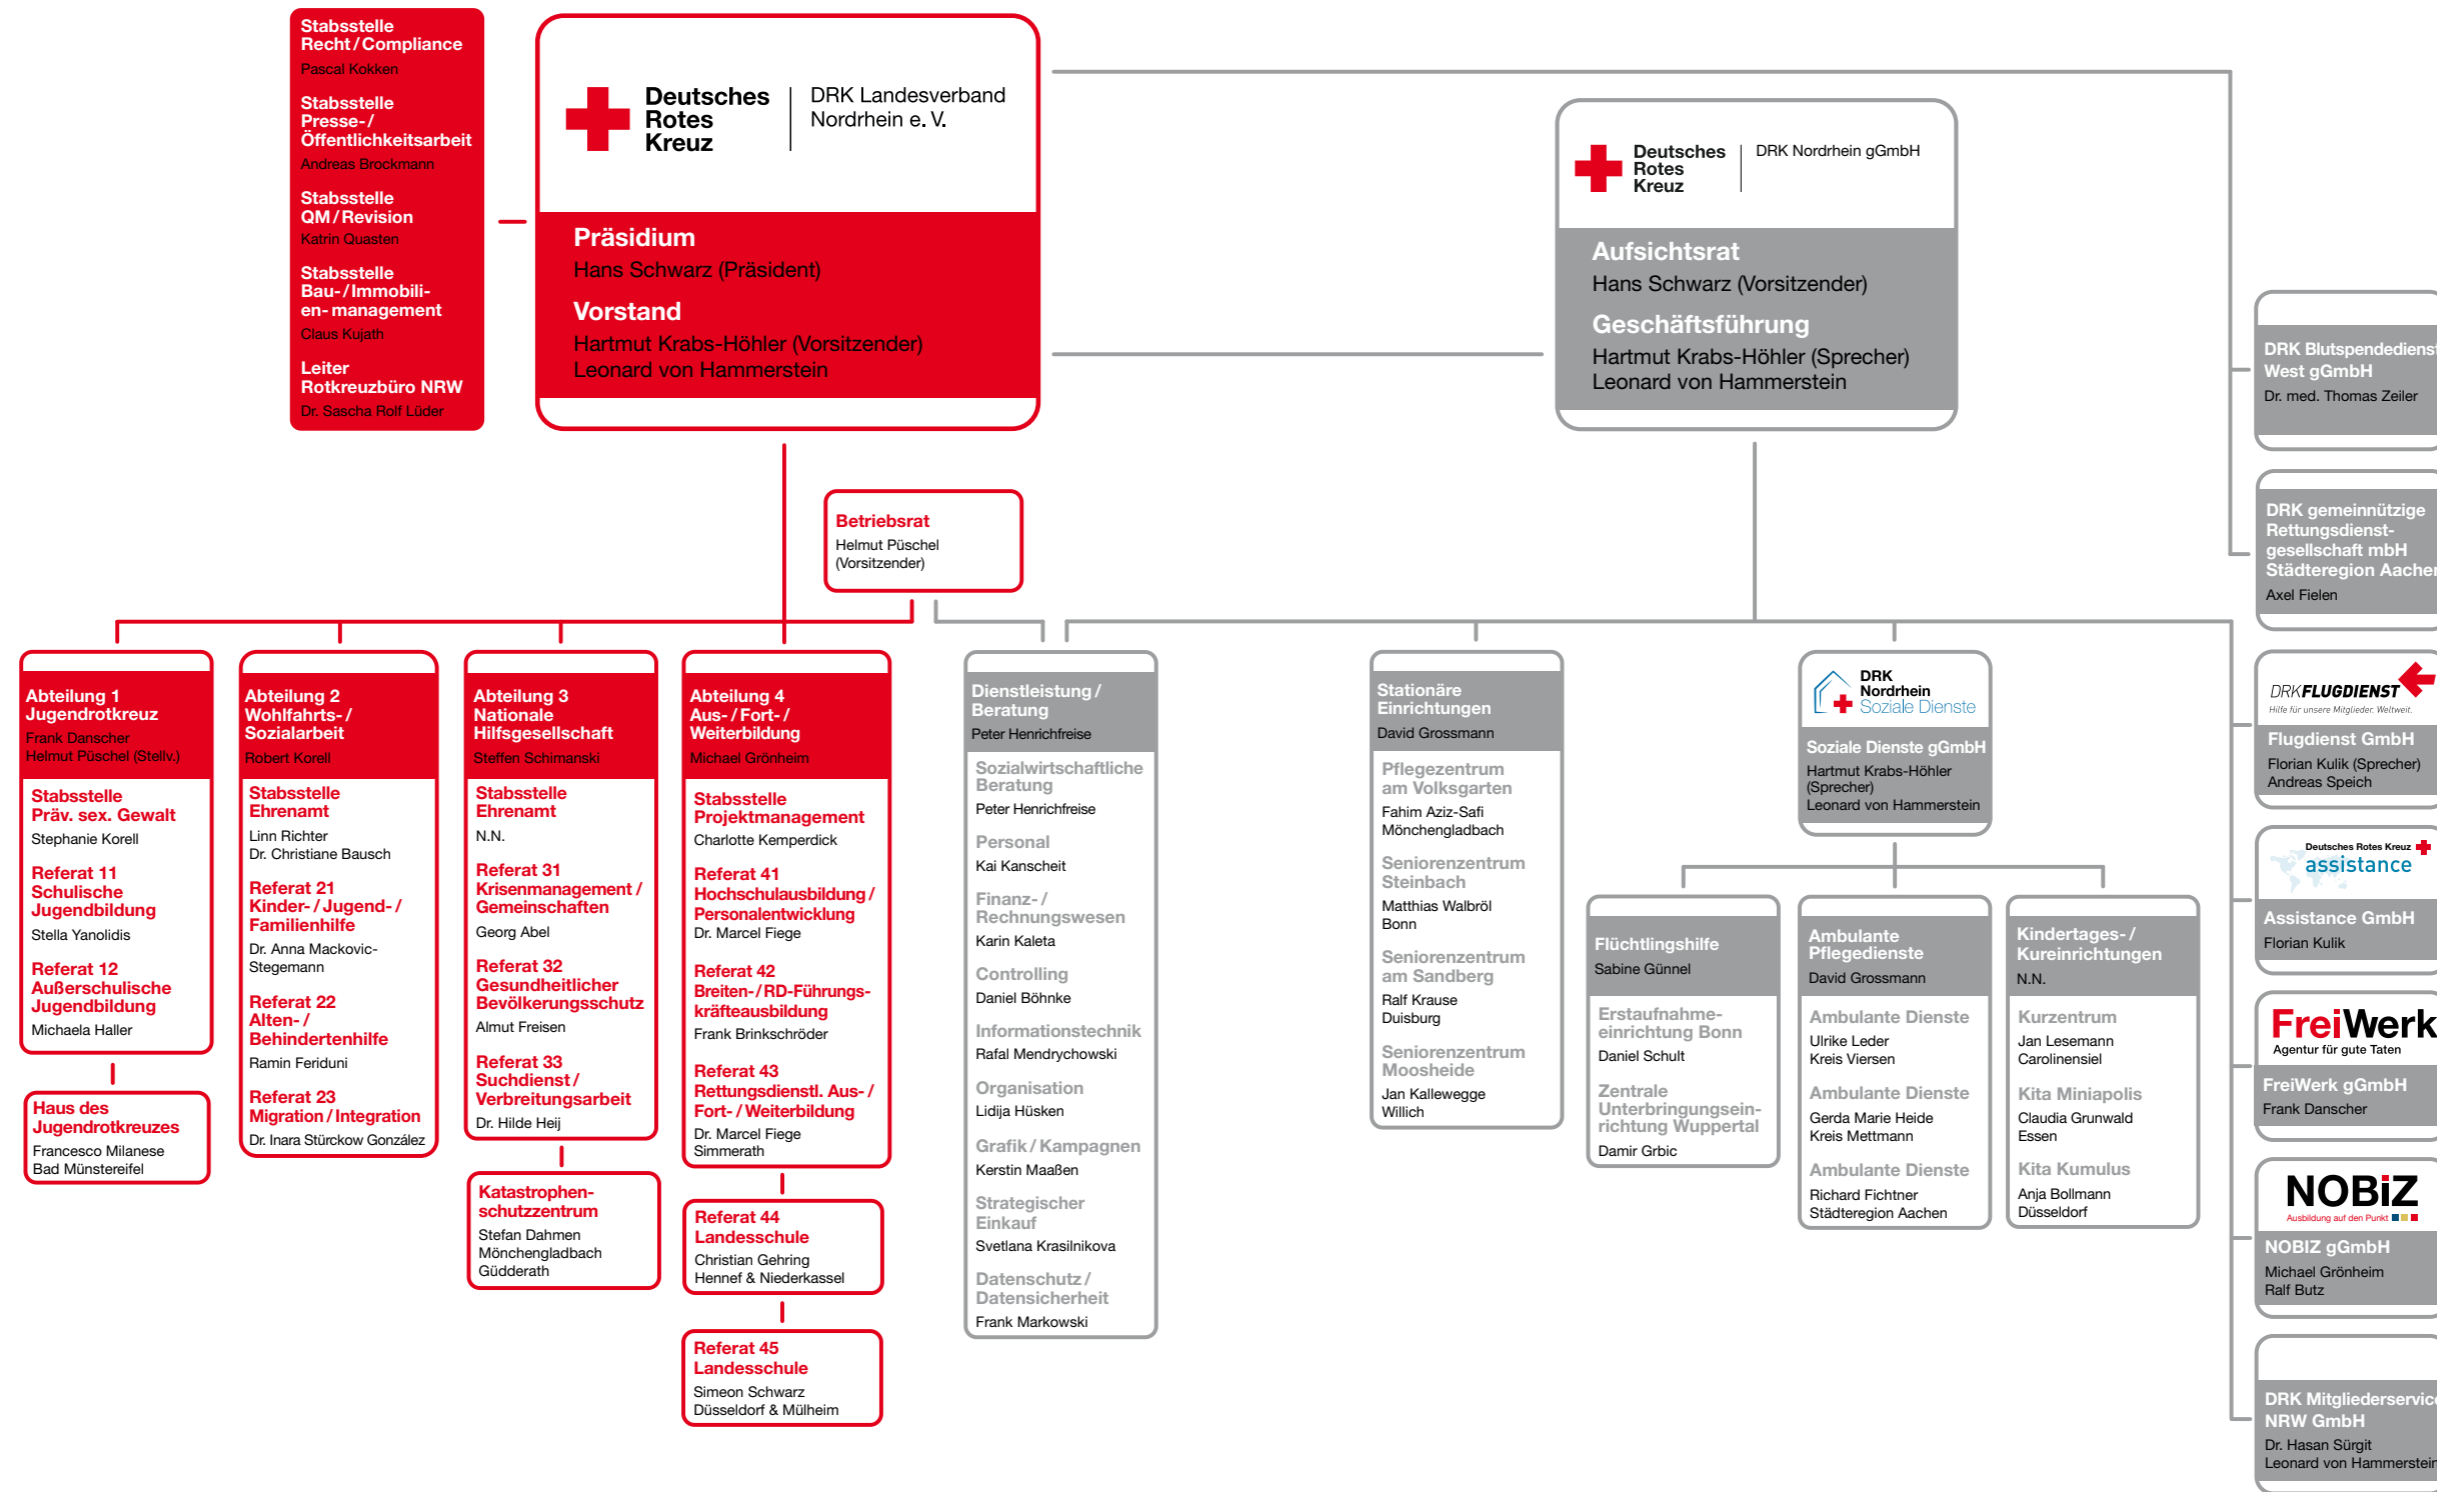 Stabsstelle
Recht / Compliance
Pascal Kokken
Stabsstelle
Presse- /
Öffentlichkeitsarbeit
Andreas Brockmann
Stabsstelle
QM / Revision
Katrin Quasten
Stabsstelle
Bau- / Immobili-
en- management
Claus Kujath
Leiter
Rotkreuzbüro NRW
Dr. Sascha Rolf Lüder
Deutsches
Rotes
Kreuz
DRK Landesverband
Nordrhein e. V.
Präsidium
Hans Schwarz (Präsident)
Vorstand
Hartmut Krabs-Höhler (Vorsitzender)
Leonard von Hammerstein
Deutsches
Rotes
Kreuz
DRK Nordrhein gGmbH
Aufsichtsrat
Hans Schwarz (Vorsitzender)
Geschäftsführung
Hartmut Krabs-Höhler (Sprecher)
Leonard von Hammerstein
Betriebsrat
Helmut Püschel
(Vorsitzender)
Abteilung 1
Jugendrotkreuz
Frank Danscher
Helmut Püschel (Stellv.)
Stabsstelle
Präv. sex. Gewalt
Stephanie Korell
Referat 11
Schulische
Jugendbildung
Stella Yanolidis
Referat 12
Außerschulische
Jugendbildung
Michaela Haller
Haus des
Jugendrotkreuzes
Francesco Milanese
Bad Münstereifel
Abteilung 2
Wohlfahrts- /
Sozialarbeit
Robert Korell
Stabsstelle
Ehrenamt
Linn Richter
Dr. Christiane Bausch
Referat 21
Kinder- / Jugend- /
Familienhilfe
Dr. Anna Mackovic-
Stegemann
Referat 22
Alten- /
Behindertenhilfe
Ramin Feriduni
Referat 23
Migration / Integration
Dr. Inara Stürckow González
Abteilung 3
Nationale
Hilfsgesellschaft
Steffen Schimanski
Stabsstelle
Ehrenamt
N.N.
Referat 31
Krisenmanagement /
Gemeinschaften
Georg Abel
Referat 32
Gesundheitlicher
Bevölkerungsschutz
Almut Freisen
Referat 33
Suchdienst /
Verbreitungsarbeit
Dr. Hilde Heij
Katastrophen-
schutzzentrum
Stefan Dahmen
Mönchengladbach
Güdderath
Abteilung 4
Aus- / Fort- /
Weiterbildung
Michael Grönheim
Stabsstelle
Projektmanagement
Charlotte Kemperdick
Referat 41
Hochschulausbildung /
Personalentwicklung
Dr. Marcel Fiege
Referat 42
Breiten- / RD-Führungs-
kräfteausbildung
Frank Brinkschröder
Referat 43
Rettungsdienstl. Aus- /
Fort- / Weiterbildung
Dr. Marcel Fiege
Simmerath
Referat 44
Landesschule
Christian Gehring
Hennef & Niederkassel
Referat 45
Landesschule
Simeon Schwarz
Düsseldorf & Mülheim
Dienstleistung /
Beratung
Peter Henrichfreise
Sozialwirtschaftliche
Beratung
Peter Henrichfreise
Personal
Kai Kanscheit
Finanz- /
Rechnungswesen
Karin Kaleta
Controlling
Daniel Böhnke
Informationstechnik
Rafal Mendrychowski
Organisation
Lidija Hüsken
Grafik / Kampagnen
Kerstin Maaßen
Strategischer
Einkauf
Svetlana Krasilnikova
Datenschutz /
Datensicherheit
Frank Markowski
Stationäre
Einrichtungen
David Grossmann
Pflegezentrum
am Volksgarten
Fahim Aziz-Safi
Mönchengladbach
Seniorenzentrum
Steinbach
Matthias Walbröl
Bonn
Seniorenzentrum
am Sandberg
Ralf Krause
Duisburg
Seniorenzentrum
Moosheide
Jan Kallewegge
Willich
DRK
Nordrhein
Soziale Dienste
Soziale Dienste gGmbH
Hartmut Krabs-Höhler
(Sprecher)
Leonard von Hammerstein
Flüchtlingshilfe
Sabine Günnel
Erstaufnahme-
einrichtung Bonn
Daniel Schult
Zentrale
Unterbringungsein-
richtung Wuppertal
Damir Grbic
Ambulante
Pflegedienste
David Grossmann
Ambulante Dienste
Ulrike Leder
Kreis Viersen
Ambulante Dienste
Gerda Marie Heide
Kreis Mettmann
Ambulante Dienste
Richard Fichtner
Städteregion Aachen
Kindertages- /
Kureinrichtungen
N.N.
Kurzentrum
Jan Lesemann
Carolinensiel
Kita Miniapolis
Claudia Grunwald
Essen
Kita Kumulus
Anja Bollmann
Düsseldorf
DRK Blutspendedienst
West gGmbH
Dr. med. Thomas Zeiler
DRK gemeinnützige
Rettungsdienst-
gesellschaft mbH
Städteregion Aachen
Axel Fielen
DRK FLUGDIENST
Hilfe für unsere Mitglieder. Weltweit.
Flugdienst GmbH
Florian Kulik (Sprecher)
Andreas Speich
Deutsches Rotes Kreuz
assistance
Assistance GmbH
Florian Kulik
FreiWerk
Agentur für gute Taten
FreiWerk gGmbH
Frank Danscher
NOBiZ
Ausbildung auf den Punkt
NOBIZ gGmbH
Michael Grönheim
Ralf Butz
DRK Mitgliederservice
NRW GmbH
Dr. Hasan Sürgit
Leonard von Hammerstein